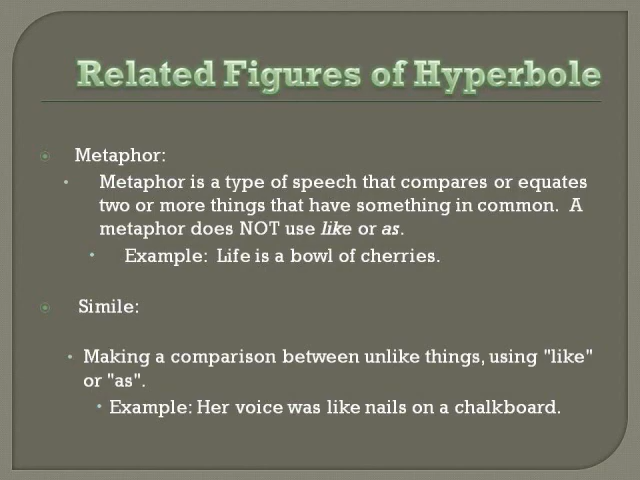 Related Figures of Hyperbole
Metaphor:
• Metaphor is a type of speech that compares or equates
two or more things that have something in common. A
metaphor does NOT use like or as.
• Example: Life is a bowl of cherries.
Simile:
• Making a comparison between unlike things, using "like"
or "as".
• Example: Her voice was like nails on a chalkboard.